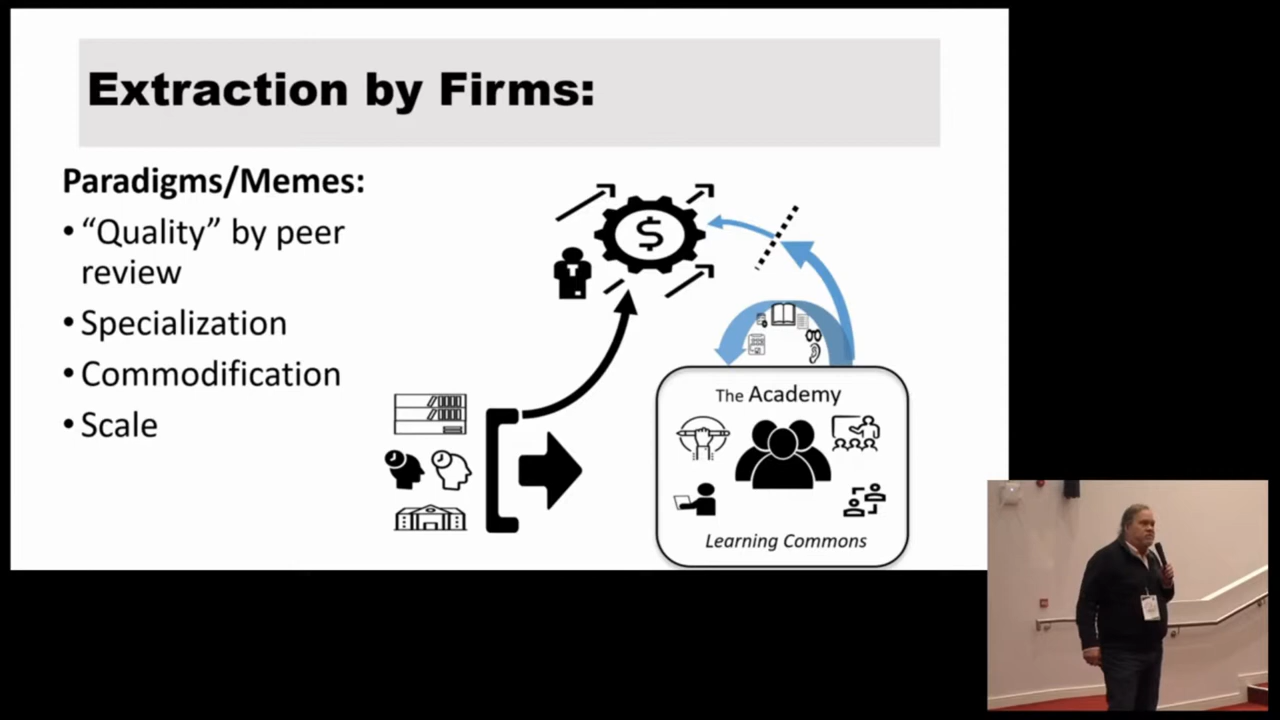 Extraction by Firms:
Paradigms/Memes:
• “Quality” by peer
review
• Specialization
• Commodification
• Scale
$
The Academy
Learning Commons